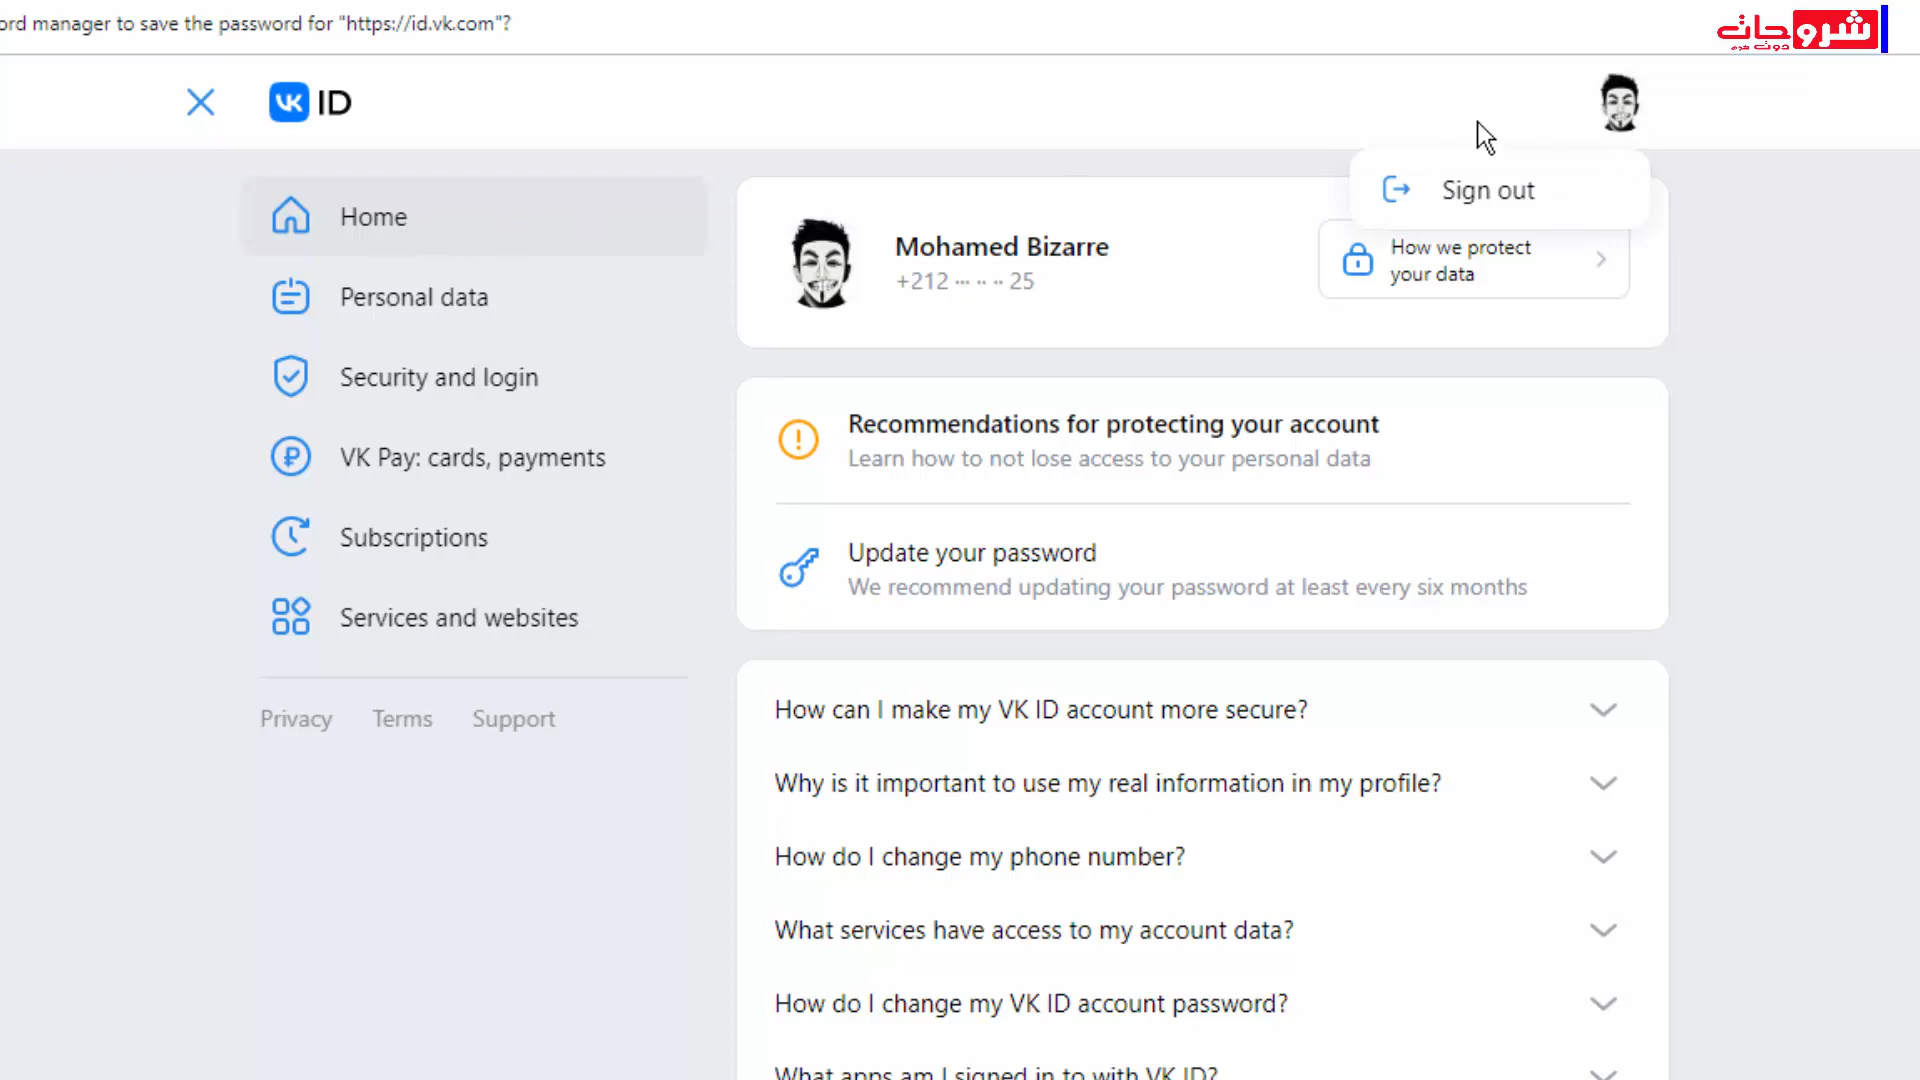 ord manager to save the password for "https://id.vk.com"?
شروحات
دوت كوم
VK ID
Sign out
Home
Personal data
Security and login
VK Pay: cards, payments
Subscriptions
Services and websites
Privacy Terms Support
Mohamed Bizarre
+212 ··· ·· ·· 25
How we protect
your data
Recommendations for protecting your account
Learn how to not lose access to your personal data
Update your password
We recommend updating your password at least every six months
How can I make my VK ID account more secure?
Why is it important to use my real information in my profile?
How do I change my phone number?
What services have access to my account data?
How do I change my VK ID account password?
What apps am I signed in to with VK ID?